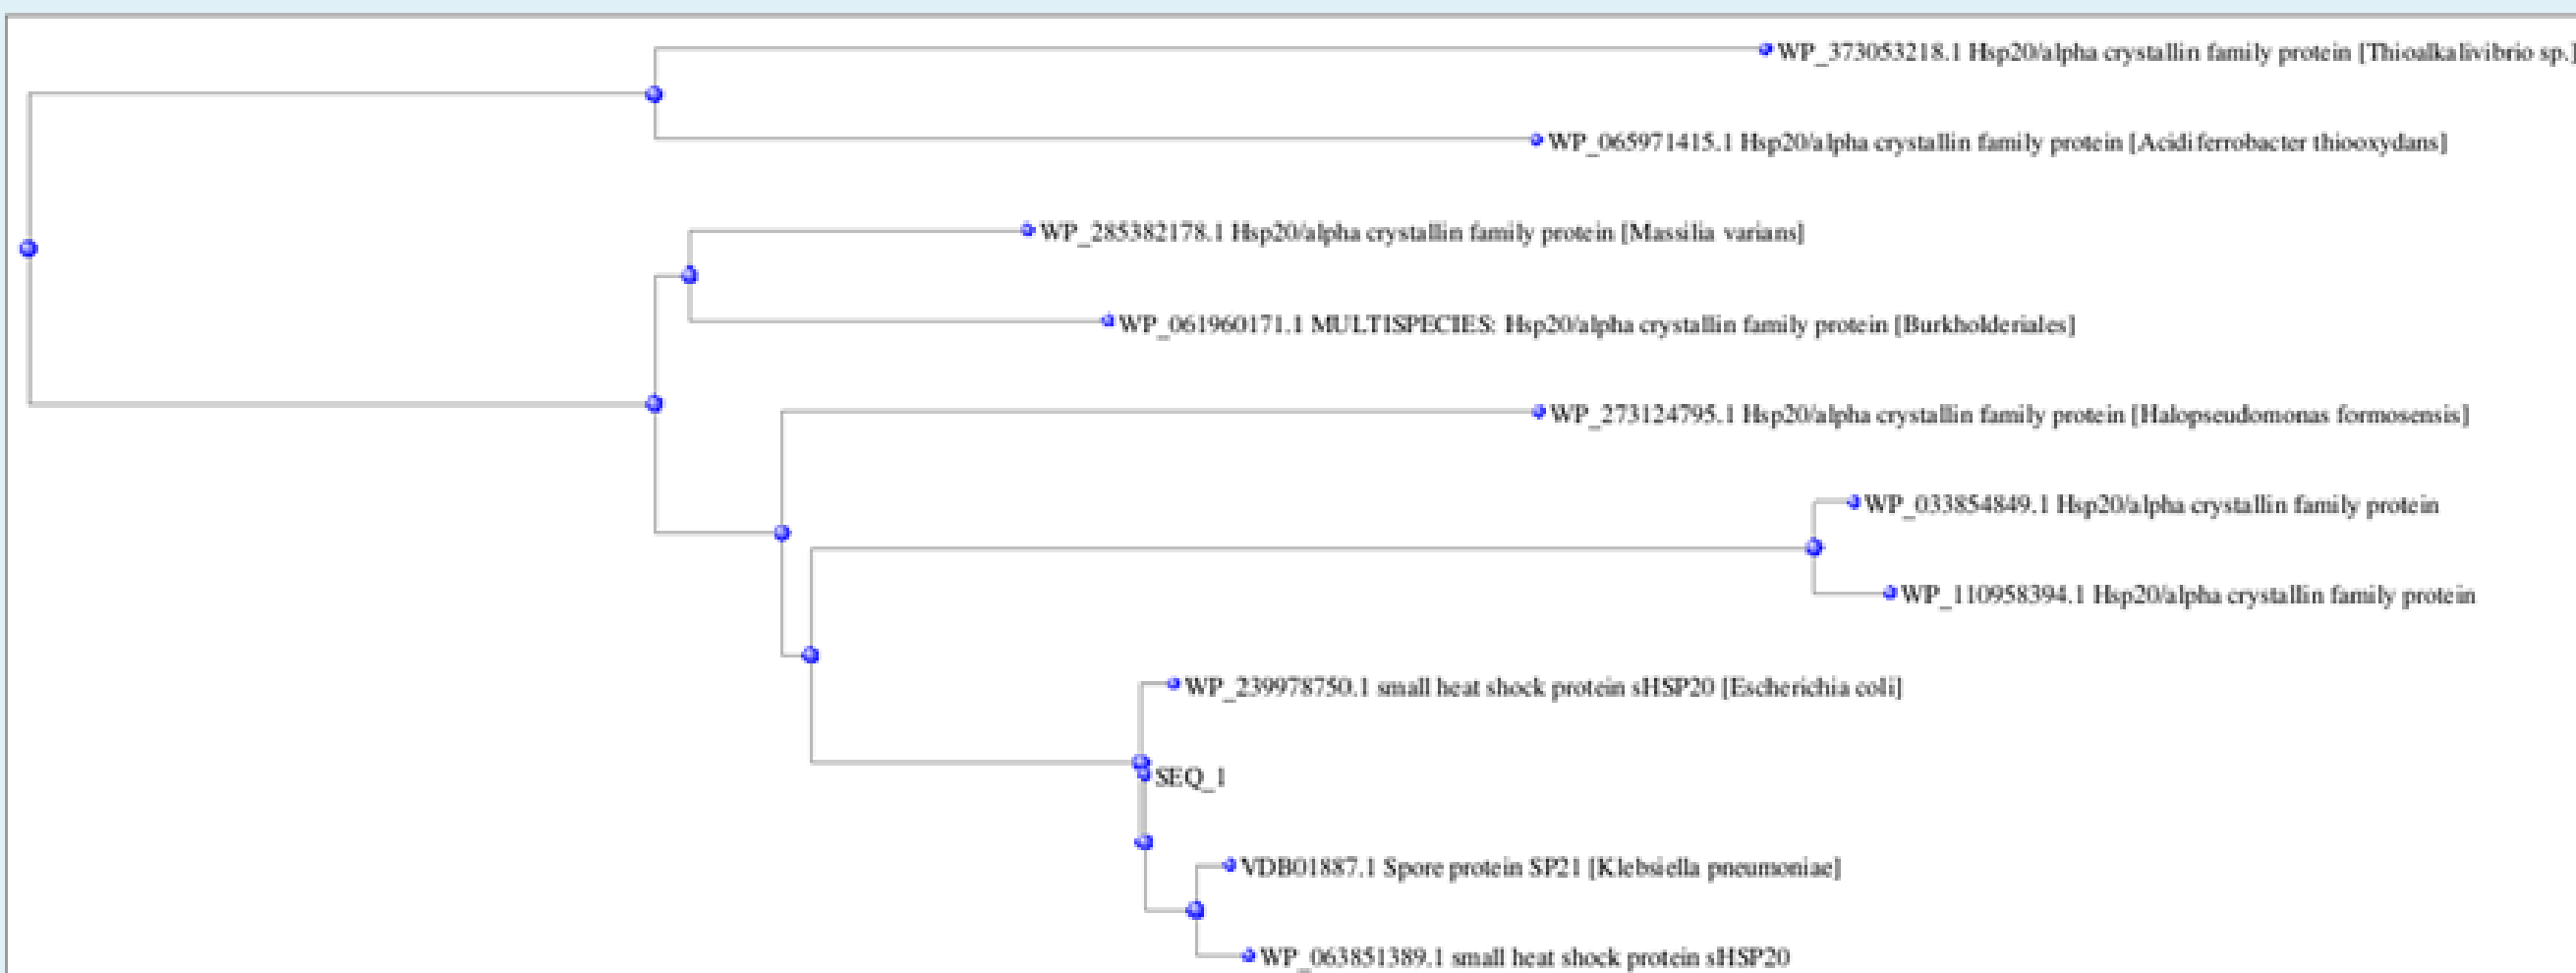 WP_373053218.1 Hsp20/alpha crystallin family protein [Thioalkalivibrio sp.]
WP_065971415.1 Hsp20/alpha crystallin family protein [Acidiferrobacter thiooxydans]
WP_285382178.1 Hsp20/alpha crystallin family protein [Massilia varians]
WP_061960171.1 MULTISPECIES: Hsp20/alpha crystallin family protein [Burkholderiales]
WP_273124795.1 Hsp20/alpha crystallin family protein [Halopseudomonas formosensis]
WP_033854849.1 Hsp20/alpha crystallin family protein
WP_110958394.1 Hsp20/alpha crystallin family protein
WP_239978750.1 small heat shock protein sHSP20 [Escherichia coli]
SEQ_1
VDB01887.1 Spore protein SP21 [Klebsiella pneumoniae]
WP_063851389.1 small heat shock protein sHSP20